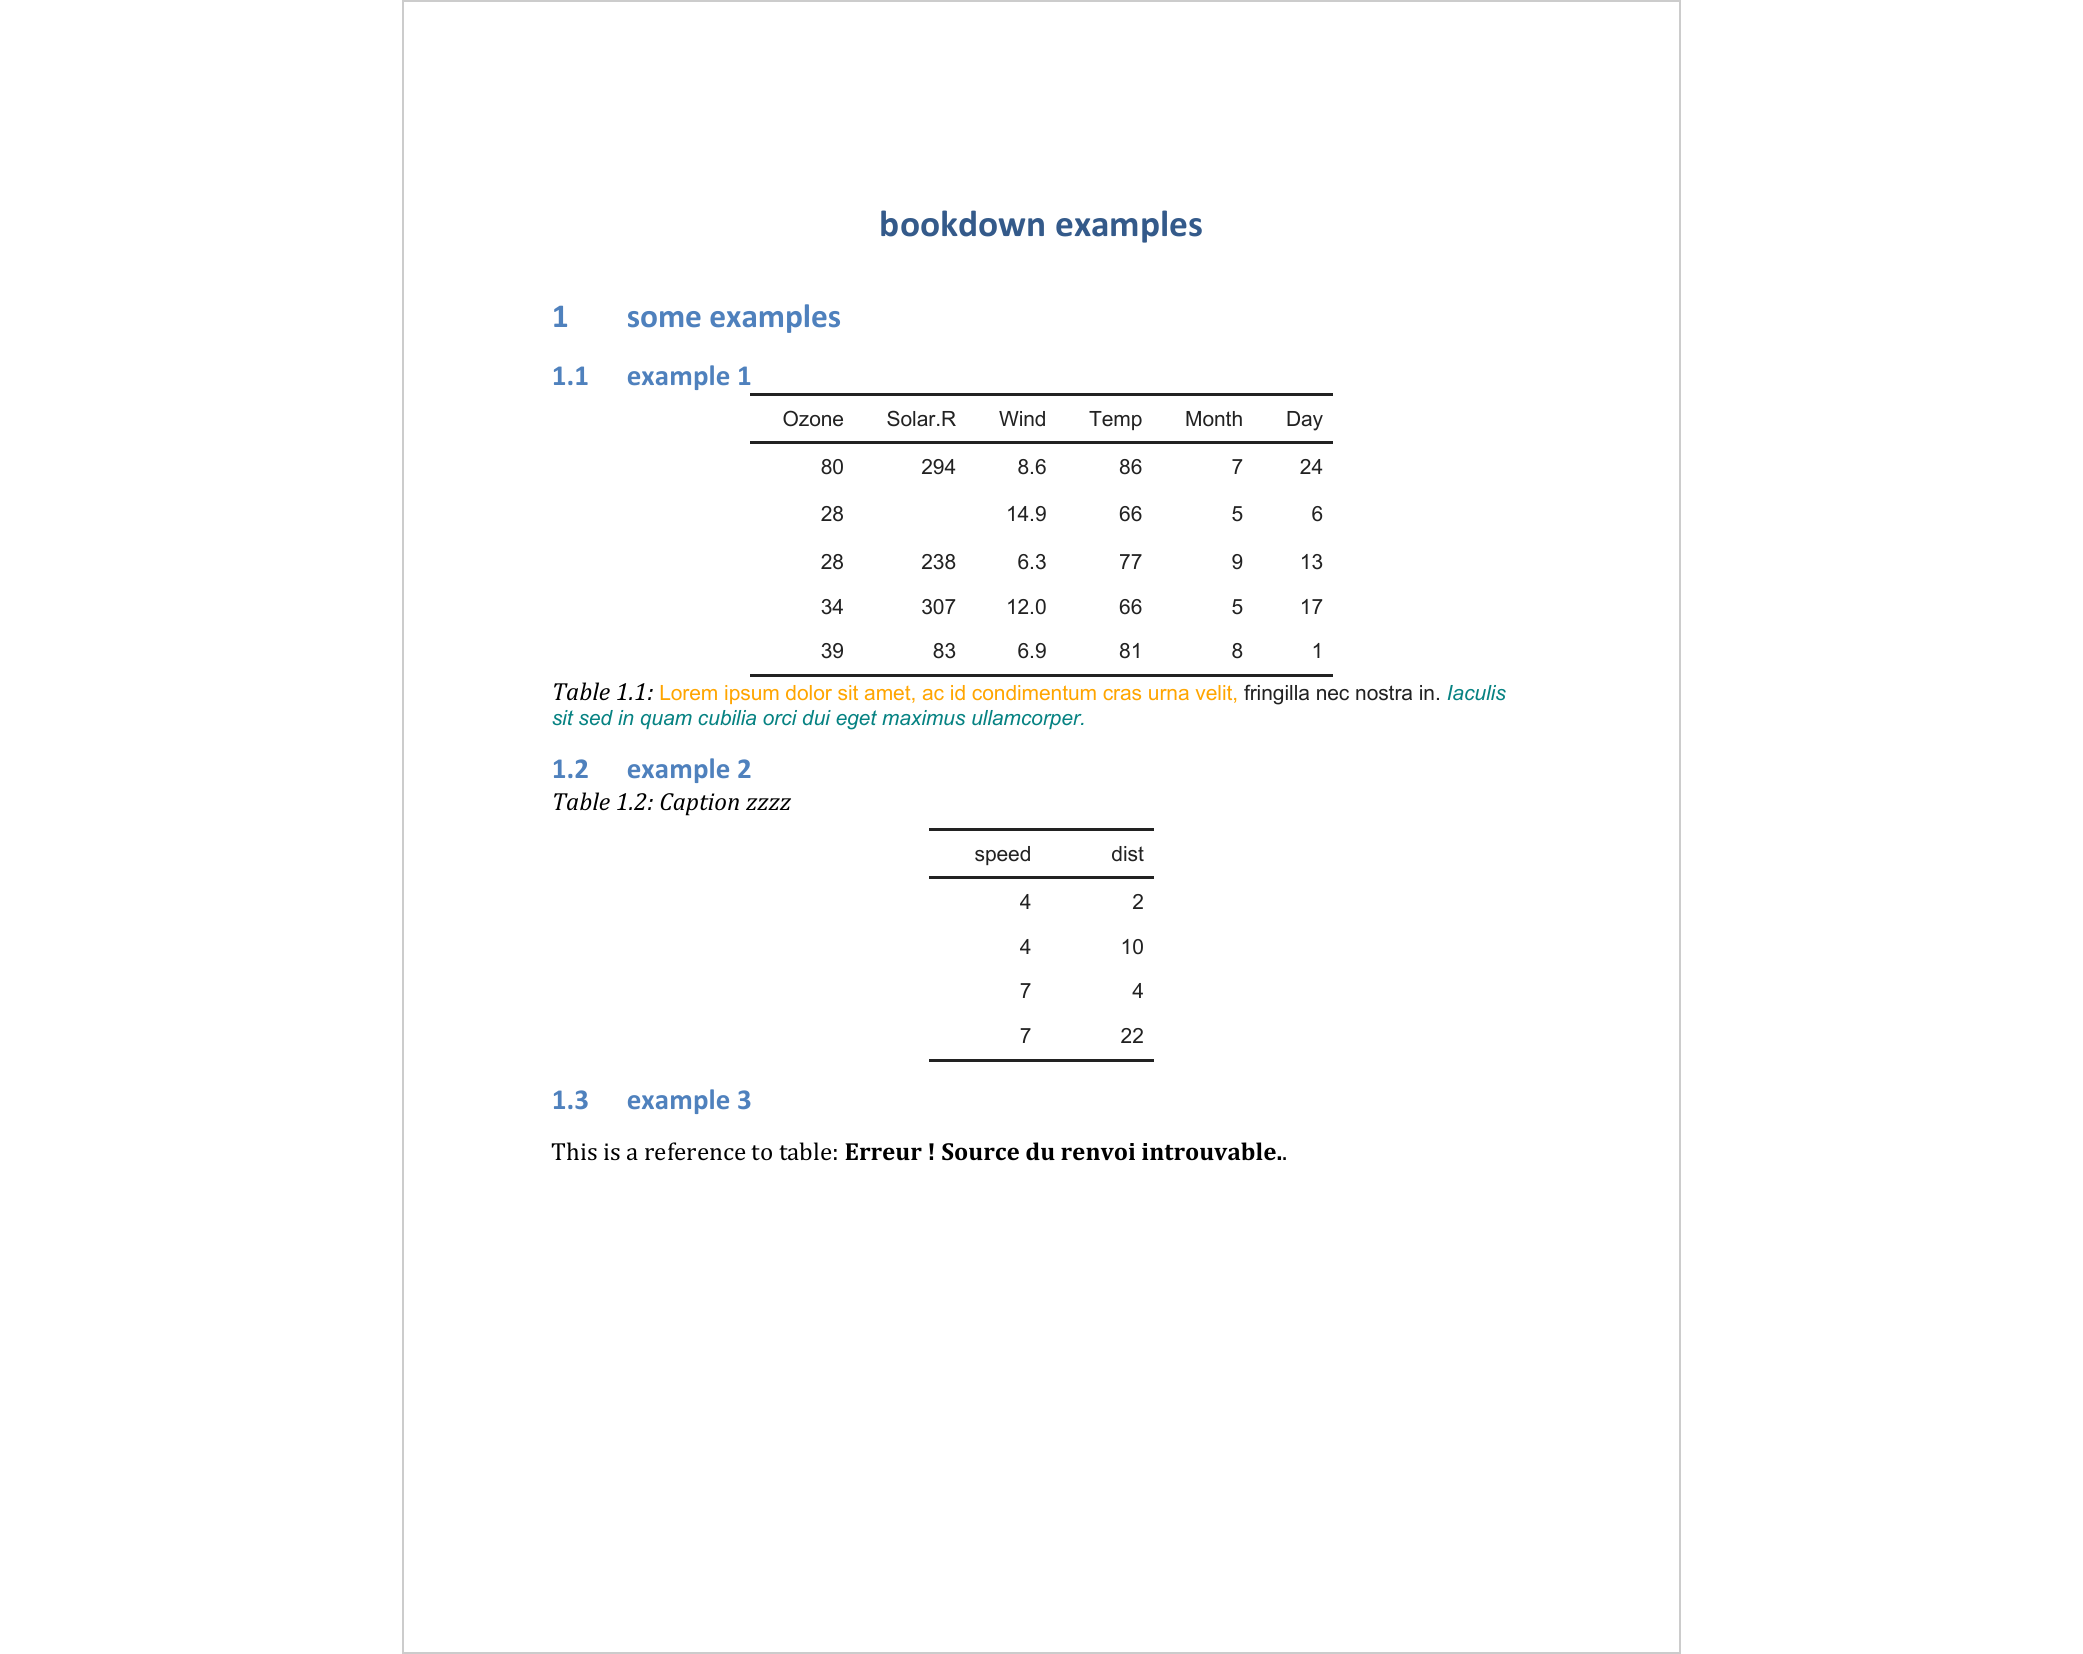 bookdown examples
1 some examples
1.1 example 1
Ozone Solar.R Wind Temp Month Day
80 294 8.6 86 7 24
28 14.9 66 5 6
28 238 6.3 77 9 13
34 307 12.0 66 5 17
39 83 6.9 81 8 1
Table 1.1: Lorem ipsum dolor sit amet, ac id condimentum cras urna velit, fringilla nec nostra in. Iaculis
sit sed in quam cubilia orci dui eget maximus ullamcorper.
1.2 example 2
Table 1.2: Caption zzzz
speed dist
4 2
4 10
7 4
7 22
1.3 example 3
This is a reference to table: Erreur ! Source du renvoi introuvable..